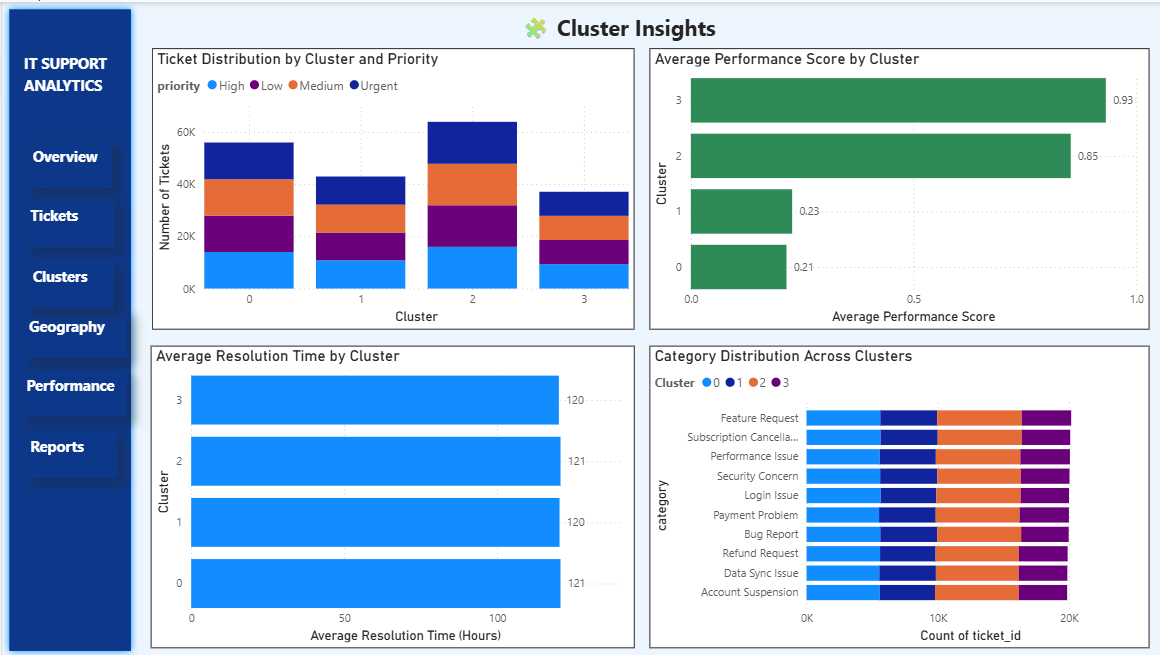 Cluster Insights
IT SUPPORT
ANALYTICS
Overview
Tickets
Clusters
Geography
Performance
Reports
Ticket Distribution by Cluster and Priority
priority High Low Medium Urgent
Number of Tickets
60K
40K
20K
0K
0 1 2 3
Cluster
Average Performance Score by Cluster
Cluster
3 0.93
2 0.85
1 0.23
0 0.21
0.0 0.5 1.0
Average Performance Score
Average Resolution Time by Cluster
Cluster
3 120
2 121
1 120
0 121
0 50 100
Average Resolution Time (Hours)
Category Distribution Across Clusters
Cluster 0 1 2 3
category
Feature Request
Subscription Cancella...
Performance Issue
Security Concern
Login Issue
Payment Problem
Bug Report
Refund Request
Data Sync Issue
Account Suspension
0K 10K 20K
Count of ticket_id